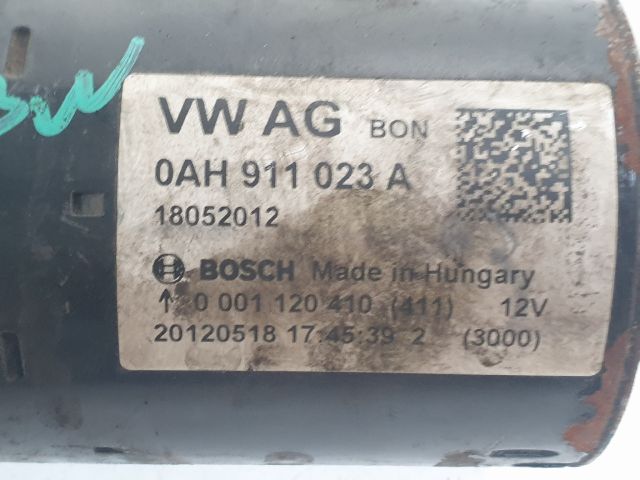 VW AG BON
0AH 911 023 A
18052012
BOSCH Made in Hungary
↑ 0 001 120 410 (411) 12V
20120518 17:45:39 2 (3000)